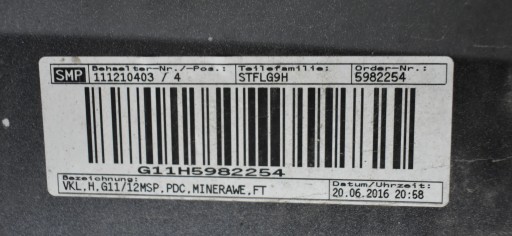 SMP Behaelter-Nr./-Pos.: Teilefamilie: Order-Nr.:
111210403 / 4 STFLG9H 5982254
G11H5982254
Bezeichnung: Datum/Uhrzeit:
VKL,H,G11/12MSP,PDC,MINERAWE,FT 20.06.2016 20:58